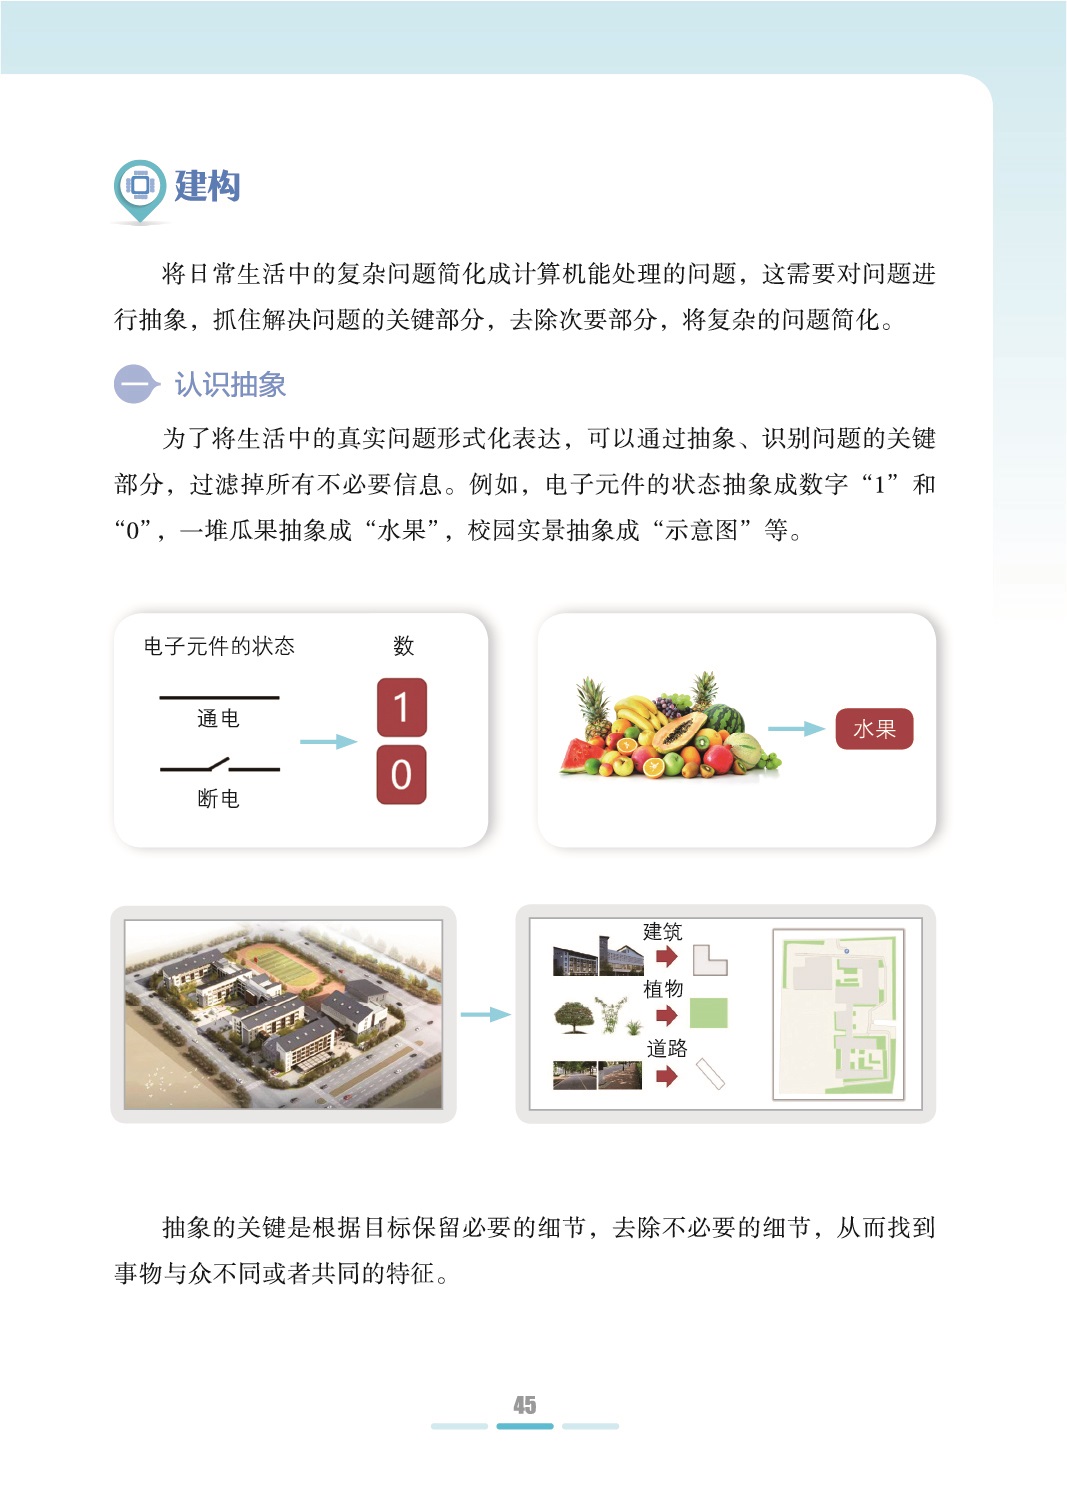 建构
将日常生活中的复杂问题简化成计算机能处理的问题，这需要对问题进
行抽象，抓住解决问题的关键部分，去除次要部分，将复杂的问题简化。
一 认识抽象
为了将生活中的真实问题形式化表达，可以通过抽象、识别问题的关键
部分，过滤掉所有不必要信息。例如，电子元件的状态抽象成数字“1”和
“0”，一堆瓜果抽象成“水果”，校园实景抽象成“示意图”等。
电子元件的状态 数
通电
1
断电
0
水果
建筑
植物
道路
抽象的关键是根据目标保留必要的细节，去除不必要的细节，从而找到
事物与众不同或者共同的特征。
45